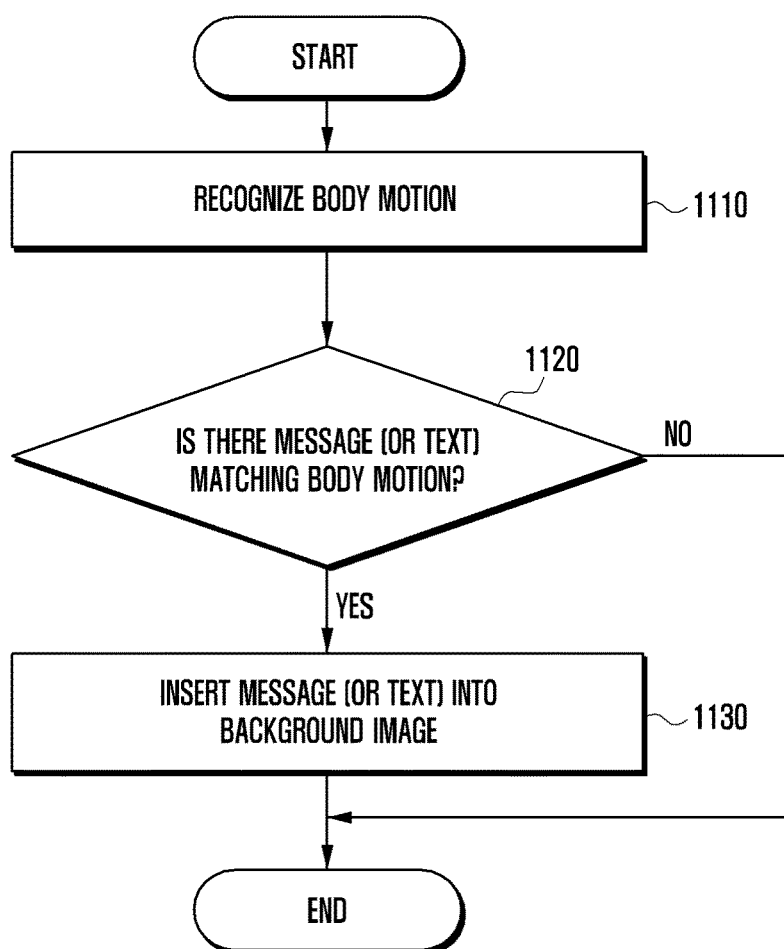 START
RECOGNIZE BODY MOTION
1110
1120
IS THERE MESSAGE (OR TEXT)
MATCHING BODY MOTION?
NO
YES
INSERT MESSAGE (OR TEXT) INTO
BACKGROUND IMAGE
1130
END